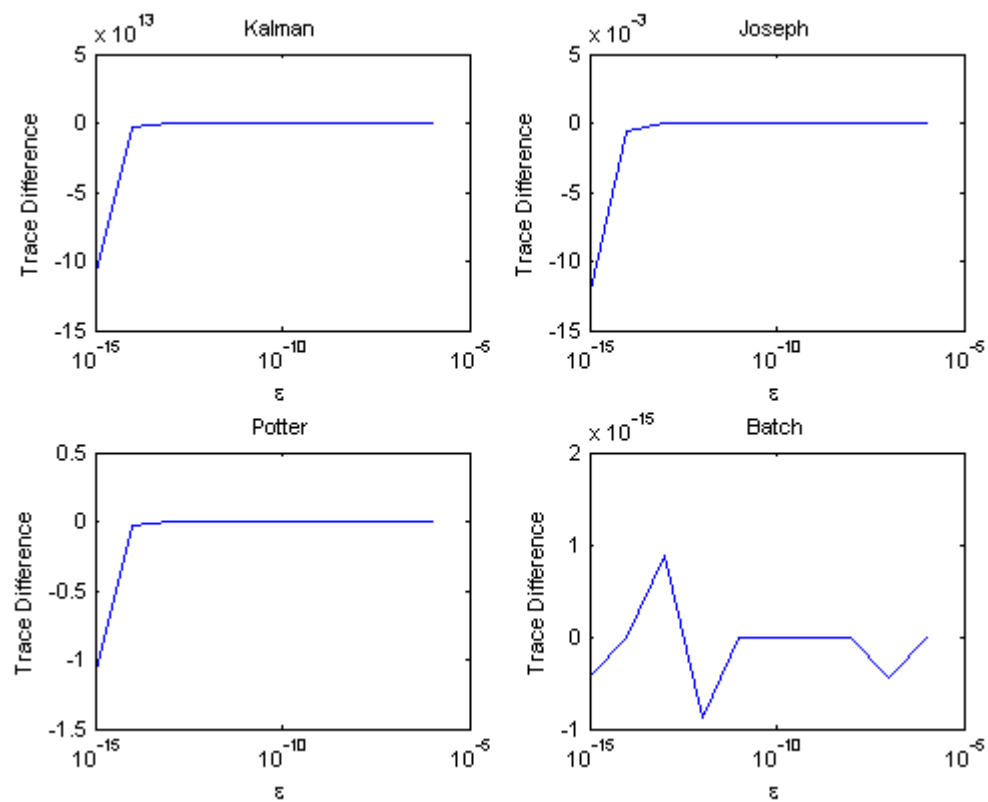 x 10^13
Kalman
5
0
-5
-10
-15
Trace Difference
10^-15
10^-10
10^-5
ε
x 10^-3
Joseph
5
0
-5
-10
-15
Trace Difference
10^-15
10^-10
10^-5
ε
Potter
0.5
0
-0.5
-1
-1.5
Trace Difference
10^-15
10^-10
10^-5
ε
x 10^-15
Batch
2
1
0
-1
Trace Difference
10^-15
10^-10
10^-5
ε